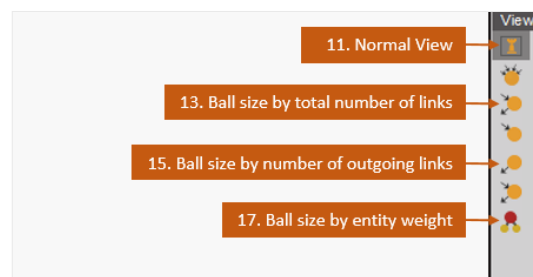 View
11. Normal View
13. Ball size by total number of links
15. Ball size by number of outgoing links
17. Ball size by entity weight